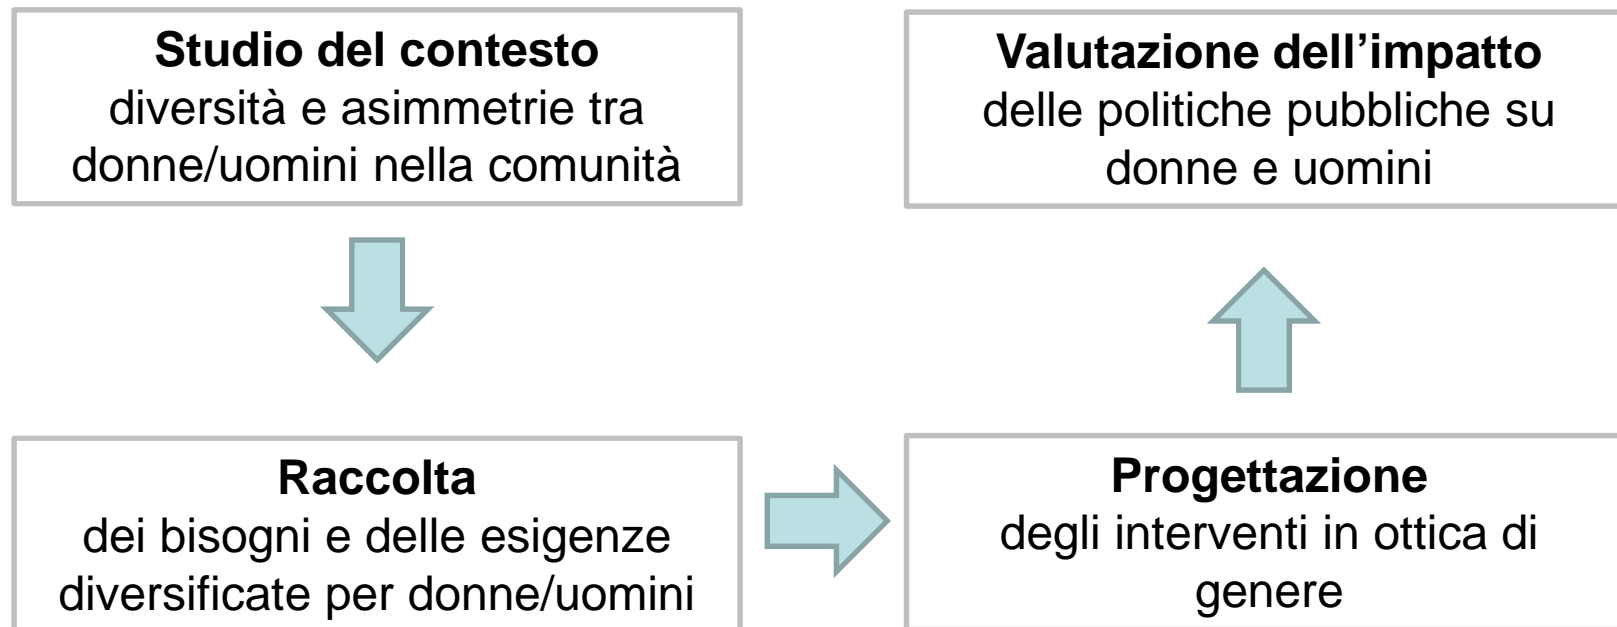 Studio del contesto
diversità e asimmetrie tra
donne/uomini nella comunità
Raccolta
dei bisogni e delle esigenze
diversificate per donne/uomini
Progettazione
degli interventi in ottica di
genere
Valutazione dell’impatto
delle politiche pubbliche su
donne e uomini